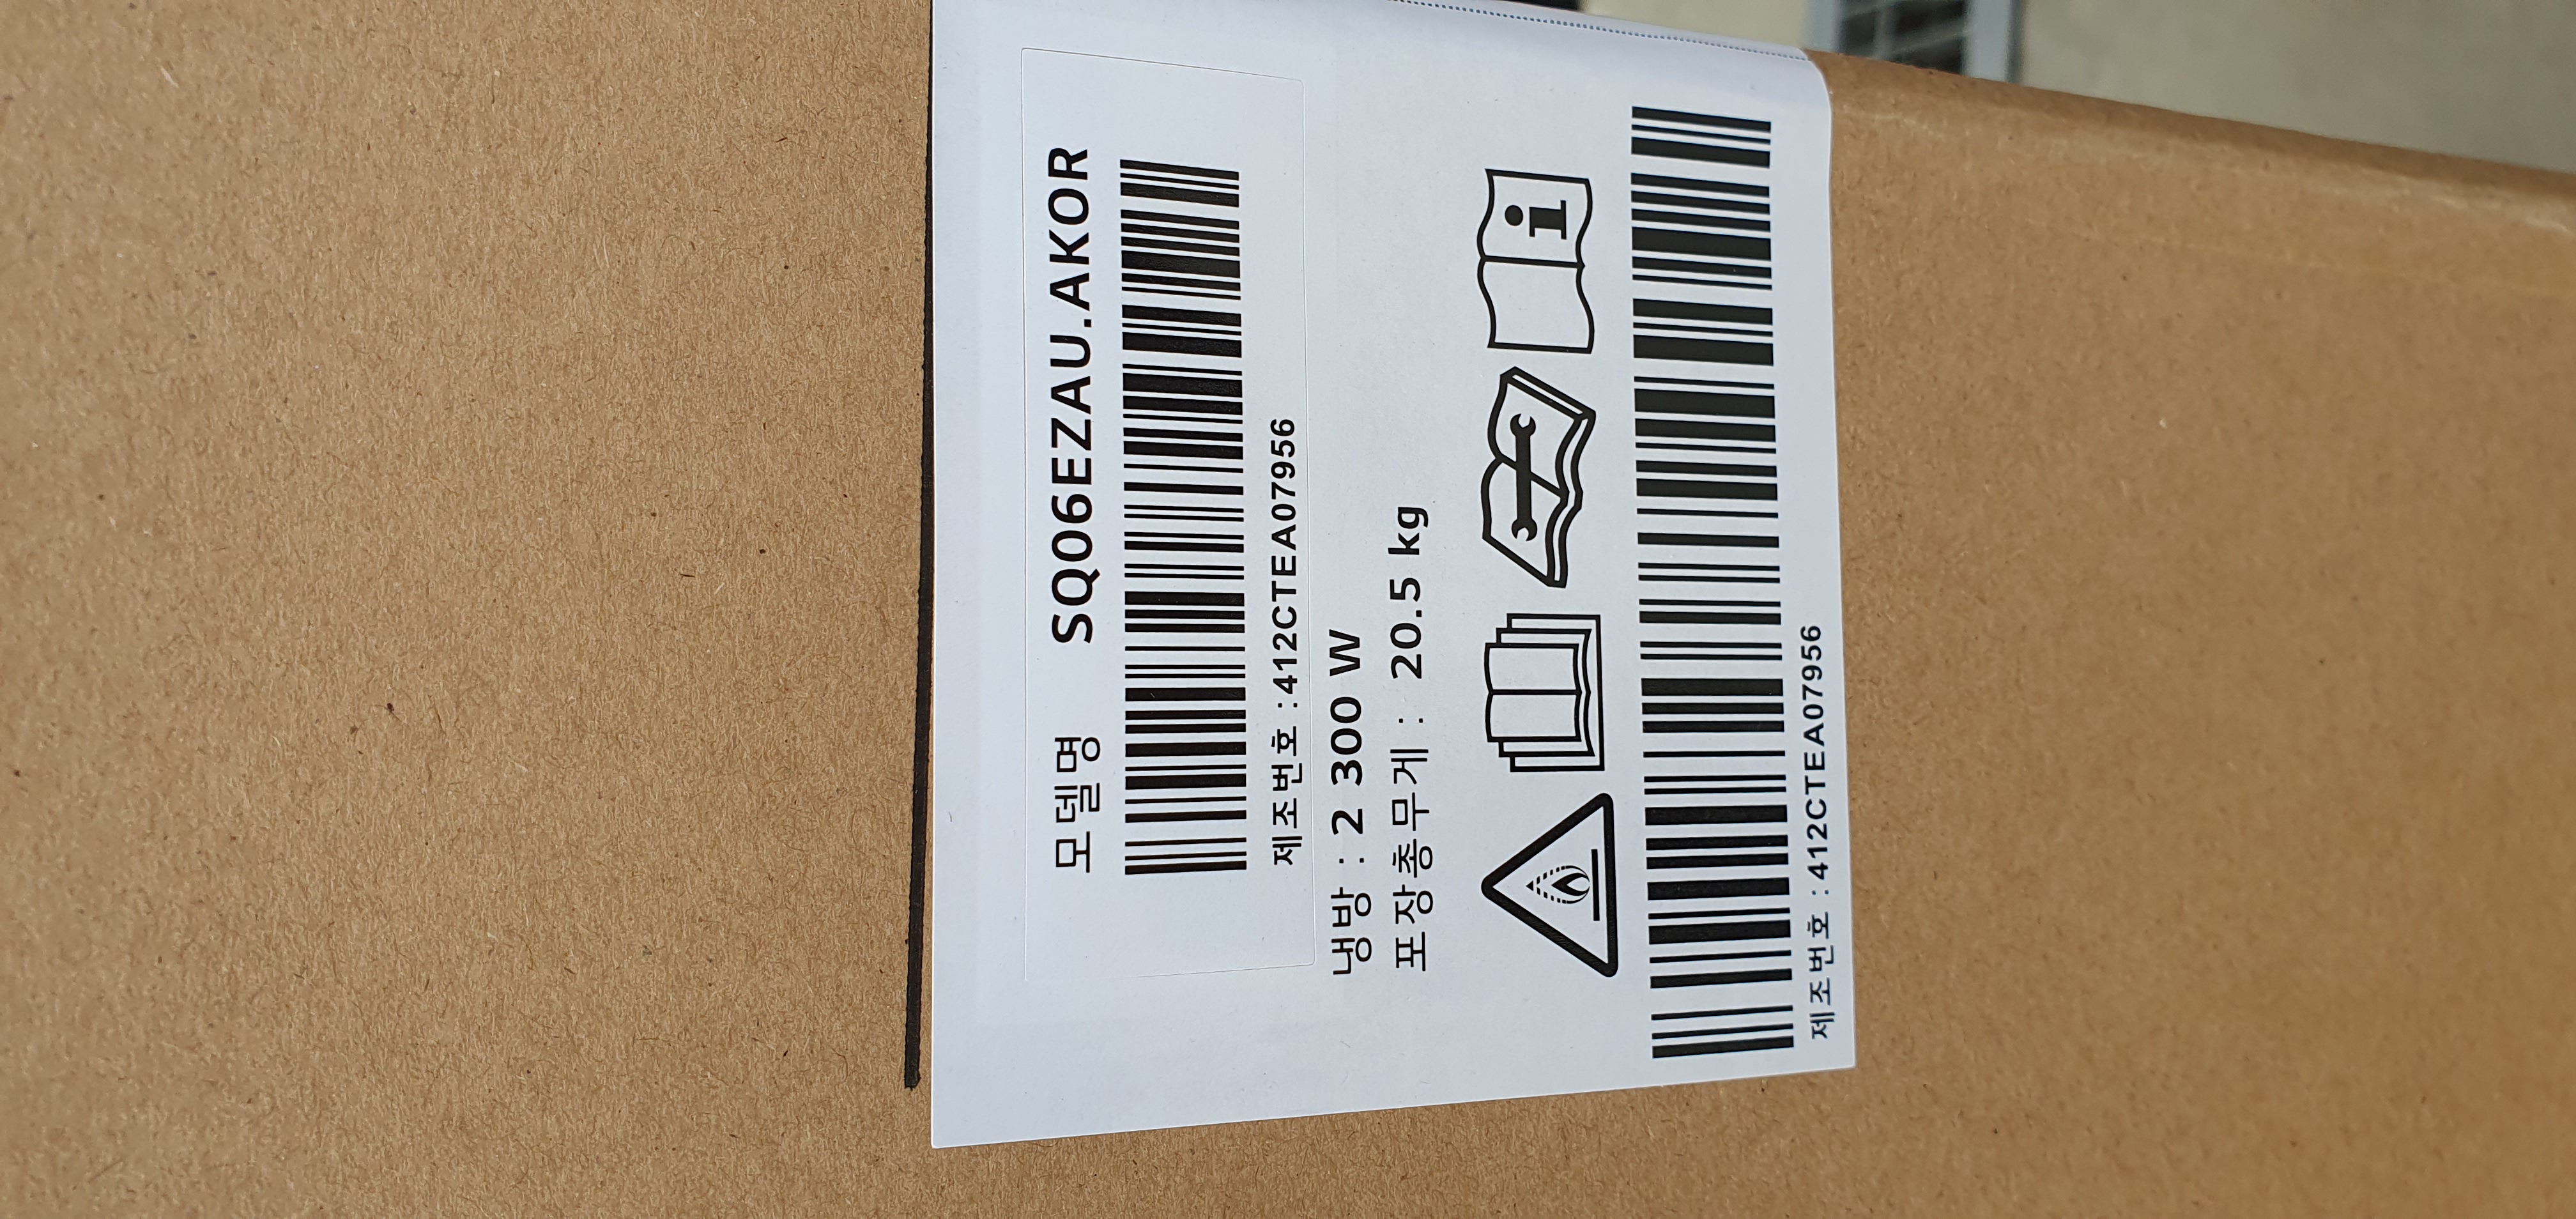 모델명 SQ06EZAU.AKOR
제조번호 :412CTEA07956
냉방 : 2 300 W
포장총무게 : 20.5 kg
i
제조번호 :412CTEA07956